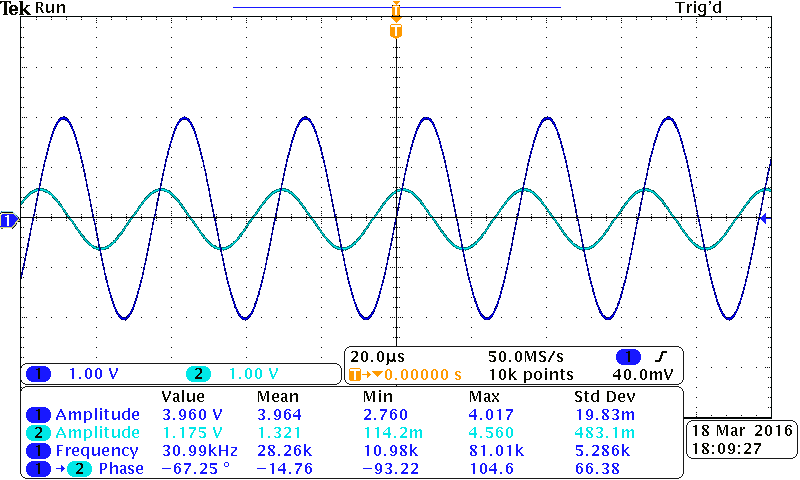 Tek Run Trig'd
T
T
1
1 1.00 V 2 1.00 V
20.0µs 50.0MS/s 1
T 0.00000 s 10k points 40.0mV
Value Mean Min Max Std Dev
1 Amplitude 3.960 V 3.964 2.760 4.017 19.83m
2 Amplitude 1.175 V 1.321 114.2m 4.560 483.1m
1 Frequency 30.99kHz 28.26k 10.98k 81.01k 5.286k
1 → 2 Phase −67.25 ° −14.76 −93.22 104.6 66.38
18 Mar 2016
18:09:27